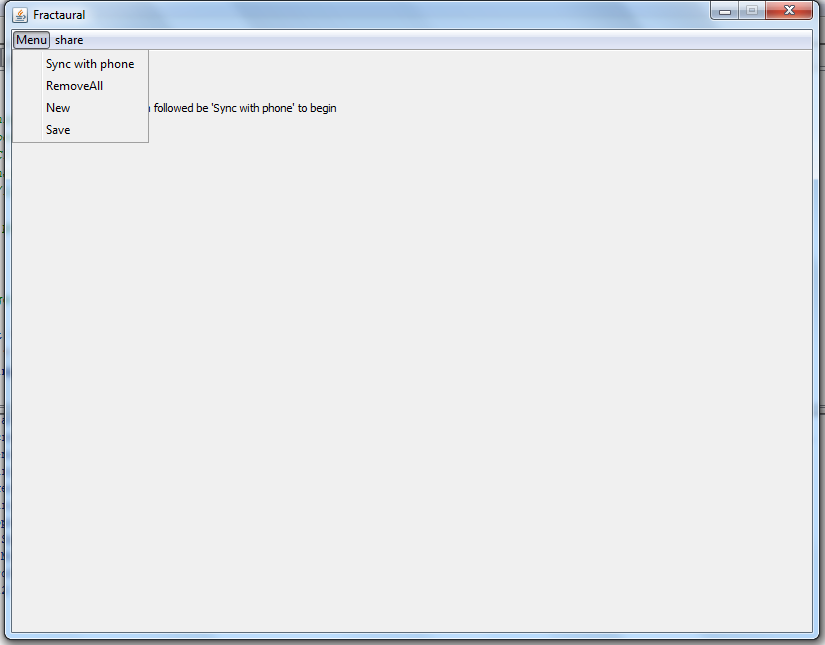 Fractaural
Menu share
Sync with phone
RemoveAll
New
followed be 'Sync with phone' to begin
Save